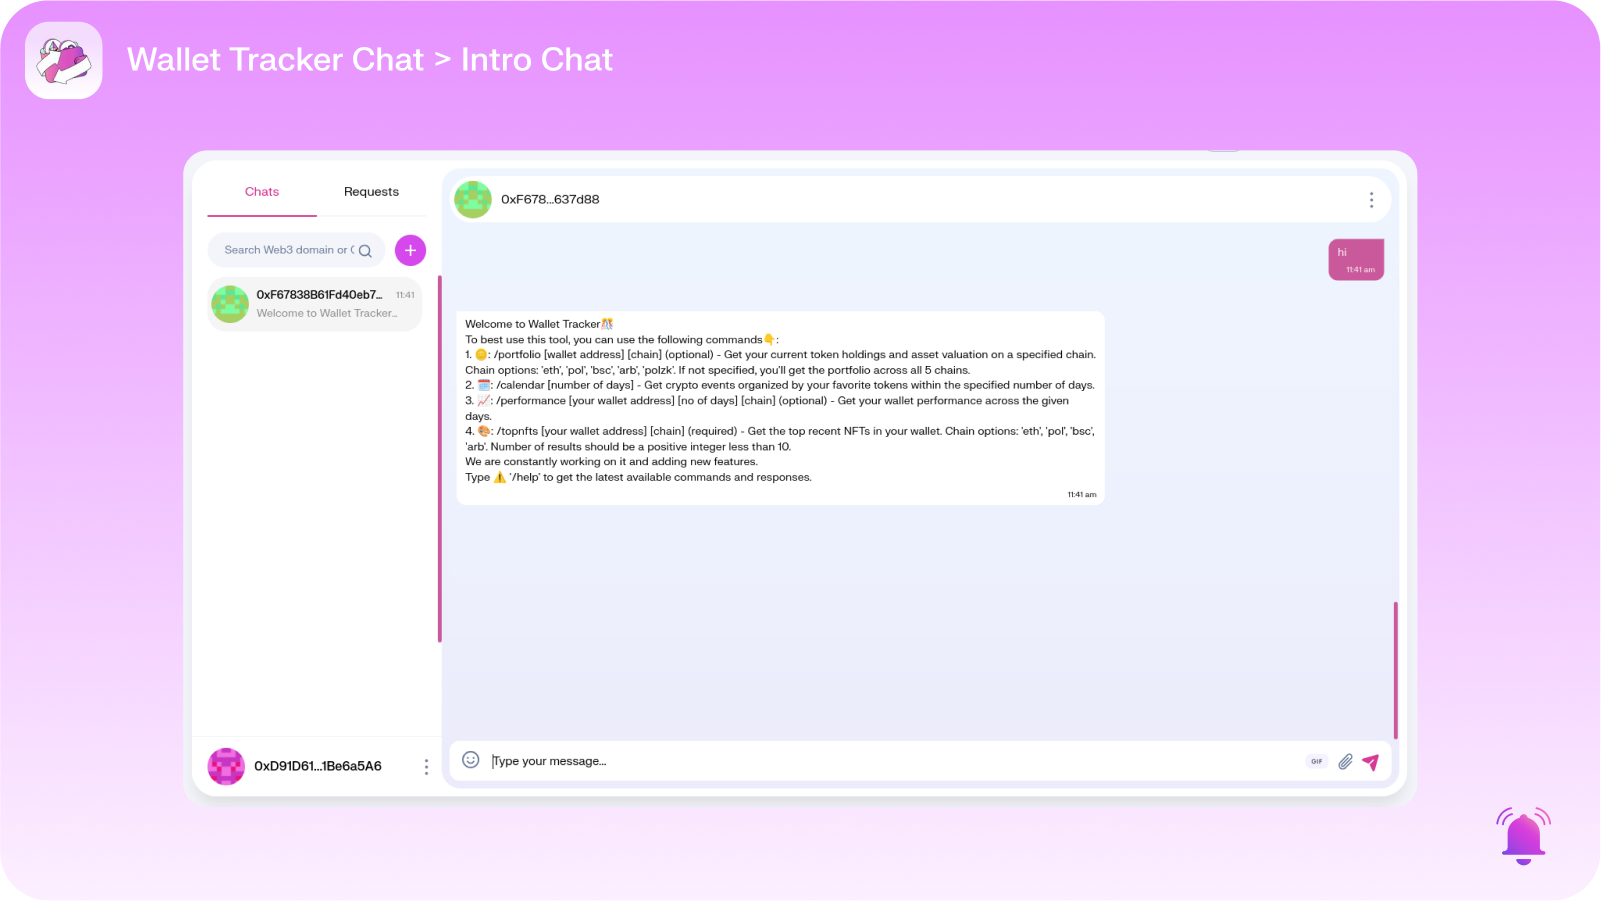 Wallet Tracker Chat > Intro Chat
Chats
Requests
Search Web3 domain or
0xF67838B61Fd40eb7...
11:41
Welcome to Wallet Tracker...
0xD91D61...1Be6a5A6
0xF678...637d88
hi
11:41 am
Welcome to Wallet Tracker🎊
To best use this tool, you can use the following commands👇:
1. 🪙: /portfolio [wallet address] [chain] (optional) - Get your current token holdings and asset valuation on a specified chain.
Chain options: 'eth', 'pol', 'bsc', 'arb', 'polzk'. If not specified, you'll get the portfolio across all 5 chains.
2. 🗓️: /calendar [number of days] - Get crypto events organized by your favorite tokens within the specified number of days.
3. 📈: /performance [your wallet address] [no of days] [chain] (optional) - Get your wallet performance across the given
days.
4. 🎨: /topnfts [your wallet address] [chain] (required) - Get the top recent NFTs in your wallet. Chain options: 'eth', 'pol', 'bsc',
'arb'. Number of results should be a positive integer less than 10.
We are constantly working on it and adding new features.
Type ⚠️ '/help' to get the latest available commands and responses.
11:41 am
Type your message...
GIF